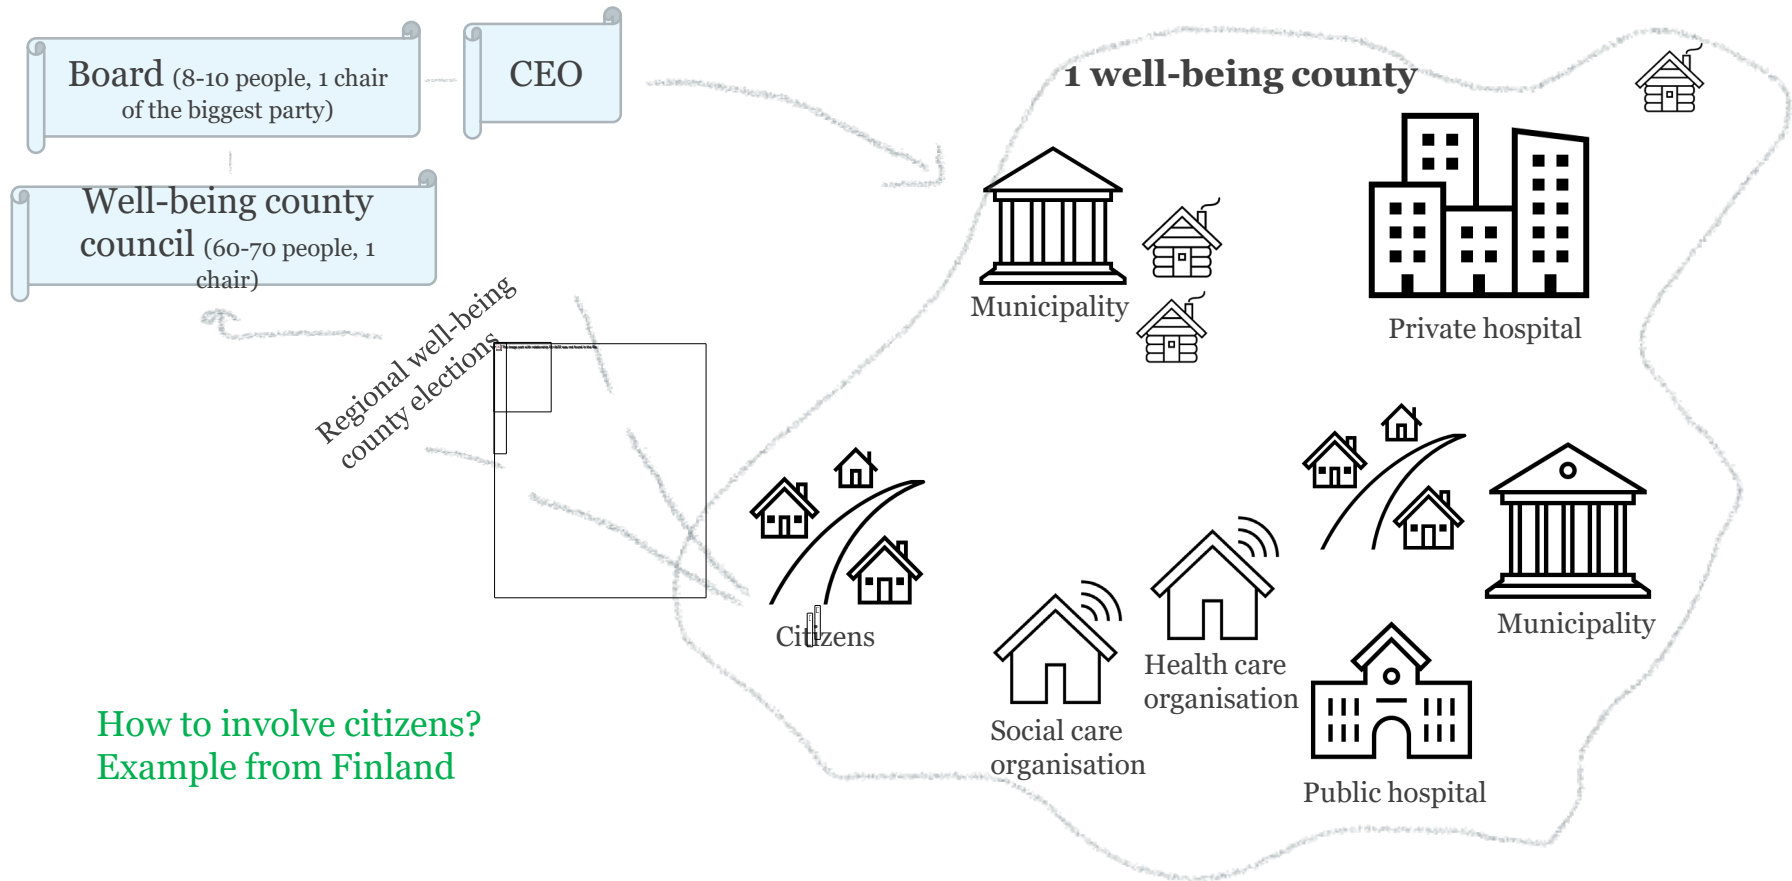 Board (8-10 people, 1 chair
of the biggest party)
CEO
Well-being county
council (60-70 people, 1
chair)
Regional well-being
county elections
1 well-being county
Municipality
Private hospital
Citizens
Social care
organisation
Health care
organisation
Municipality
Public hospital
How to involve citizens?
Example from Finland